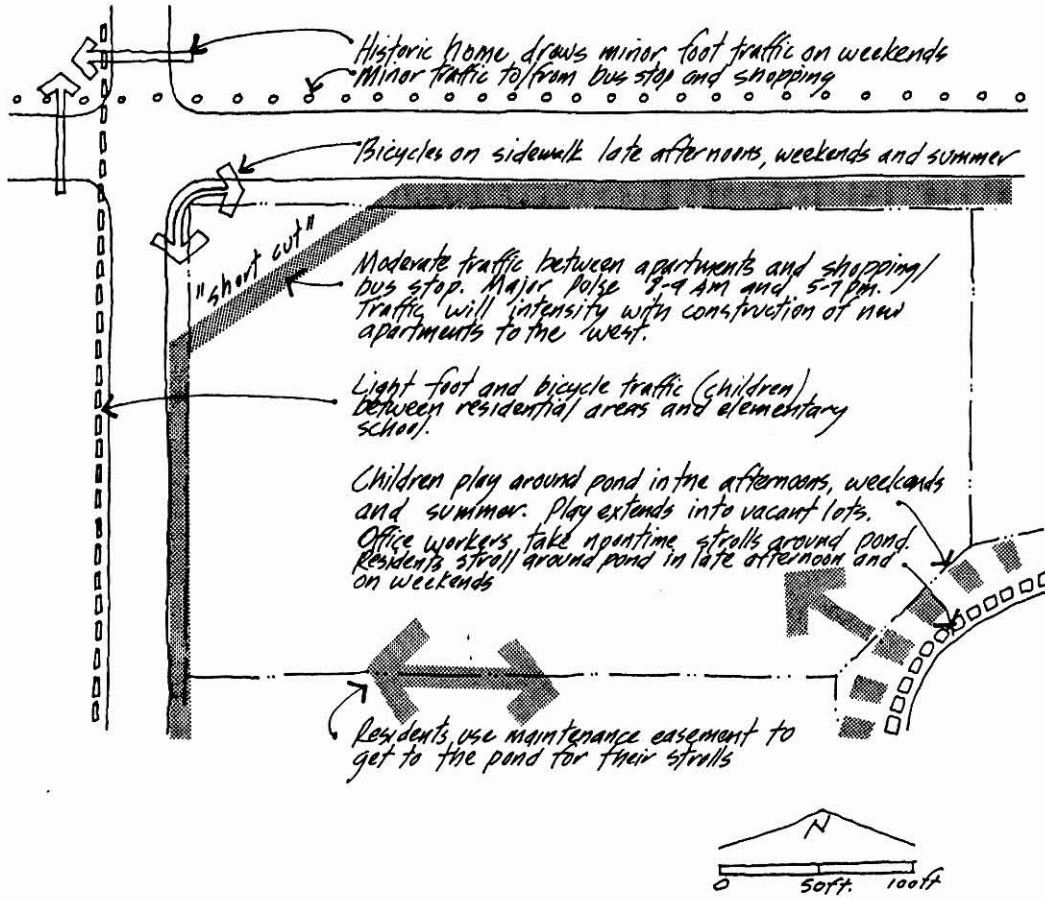 Historic home draws minor foot traffic on weekends
Minor traffic to/from bus stop and shopping
Bicycles on sidewalk late afternoons, weekends and summer
"short cut"
Moderate traffic between apartments and shopping/
bus stop. Major pulse 8-9 AM and 5-7 pm.
Traffic will intensity with construction of new
apartments to the west.
Light foot and bicycle traffic (children)
between residential areas and elementary
school.
Children play around pond in the afternoons, weekends
and summer. Play extends into vacant lots.
Office workers take noontime strolls around pond.
Residents stroll around pond in late afternoon and
on weekends
Residents use maintenance easement to
get to the pond for their strolls
N
0 50ft. 100ft